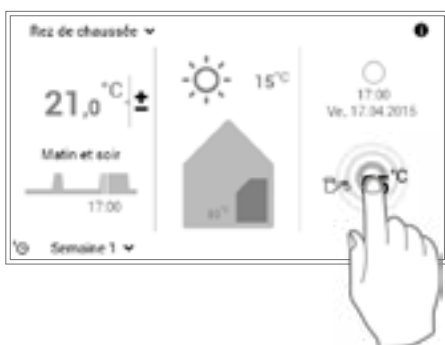 Rez de chaussée
21,0 °C ±
Matin et soir
17:00
Semaine 1
15°C
17:00
Ve, 17.04.2015
°C